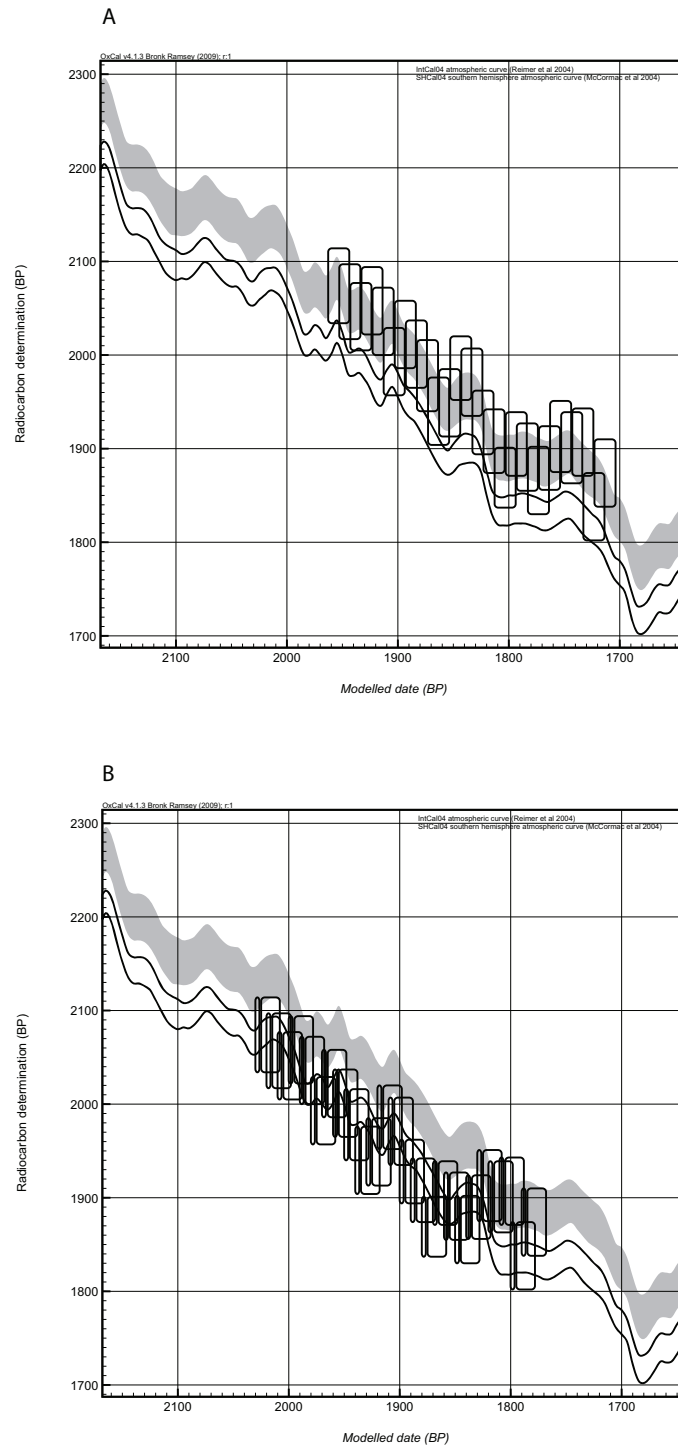 A
OxCal v4.1.3 Bronk Ramsey (2009); r:1
IntCal04 atmospheric curve (Reimer et al 2004)
SHCal04 southern hemisphere atmospheric curve (McCormac et al 2004)
2300
2200
2100
2000
1900
1800
1700
Radiocarbon determination (BP)
2100 2000 1900 1800 1700
Modelled date (BP)
B
OxCal v4.1.3 Bronk Ramsey (2009); r:1
IntCal04 atmospheric curve (Reimer et al 2004)
SHCal04 southern hemisphere atmospheric curve (McCormac et al 2004)
2300
2200
2100
2000
1900
1800
1700
Radiocarbon determination (BP)
2100 2000 1900 1800 1700
Modelled date (BP)